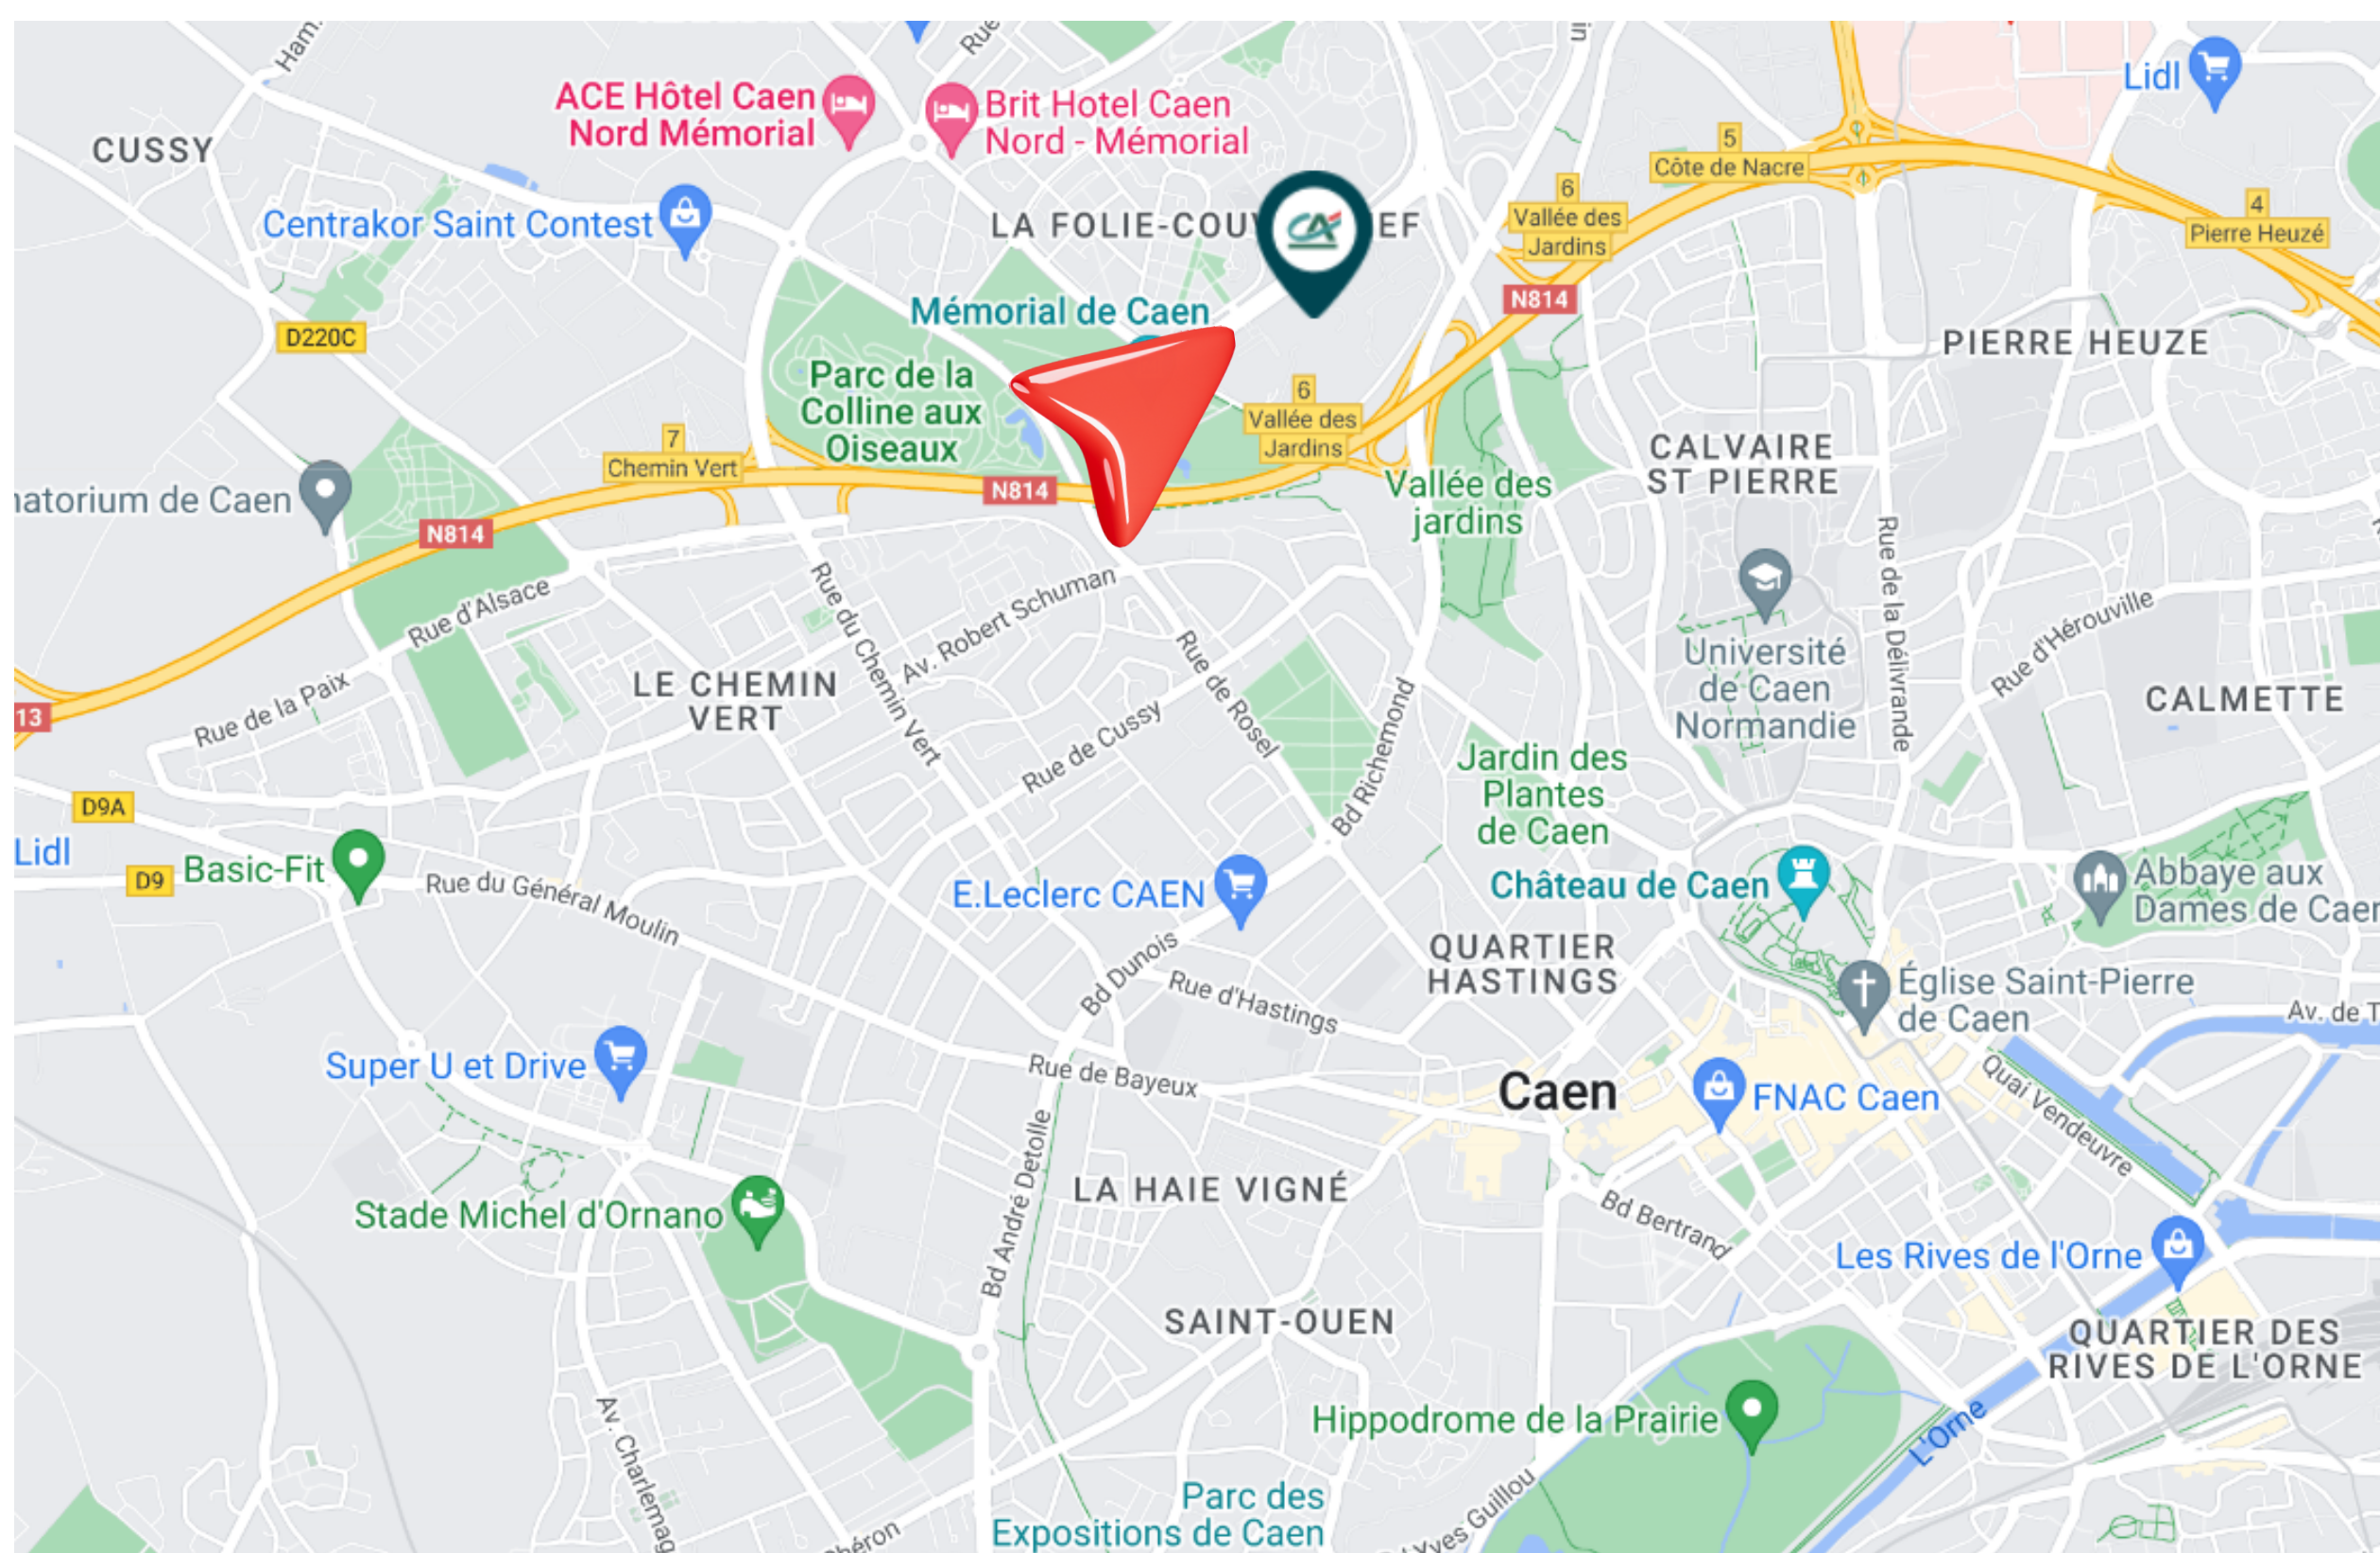 Ham.
Rue
in
Lidl
ACE Hôtel Caen
Nord Mémorial
Brit Hotel Caen
Nord - Mémorial
CUSSY
5
Côte de Nacre
6
Vallée des
Jardins
4
Pierre Heuzé
Centrakor Saint Contest
LA FOLIE-COUV
EF
CA
N814
Mémorial de Caen
D220C
PIERRE HEUZE
Parc de la
Colline aux
Oiseaux
6
Vallée des
Jardins
7
Chemin Vert
CALVAIRE
ST PIERRE
natorium de Caen
N814
Vallée des
jardins
N814
Rue d'Alsace
Rue du Chemin Vert
Av. Robert Schuman
Rue de la Délivrande
Rue d'Hérouville
Université
de Caen
Normandie
LE CHEMIN
VERT
Rue de Rosel
CALMETTE
13
Rue de la Paix
Rue de Cussy
Bd Richemond
Jardin des
Plantes
de Caen
D9A
Lidl
D9
Basic-Fit
Rue du Général Moulin
E.Leclerc CAEN
Château de Caen
Abbaye aux
Dames de Caen
QUARTIER
HASTINGS
Bd Dunois
Rue d'Hastings
Église Saint-Pierre
de Caen
Av. de T
Super U et Drive
Rue de Bayeux
Caen
FNAC Caen
Quai Vendeuvre
Bd André Detolle
LA HAIE VIGNÉ
Stade Michel d'Ornano
Bd Bertrand
Les Rives de l'Orne
SAINT-OUEN
QUARTIER DES
RIVES DE L'ORNE
Av. Charlemag
Hippodrome de la Prairie
L'Orne
Parc des
Expositions de Caen
Yves Guillou
héron